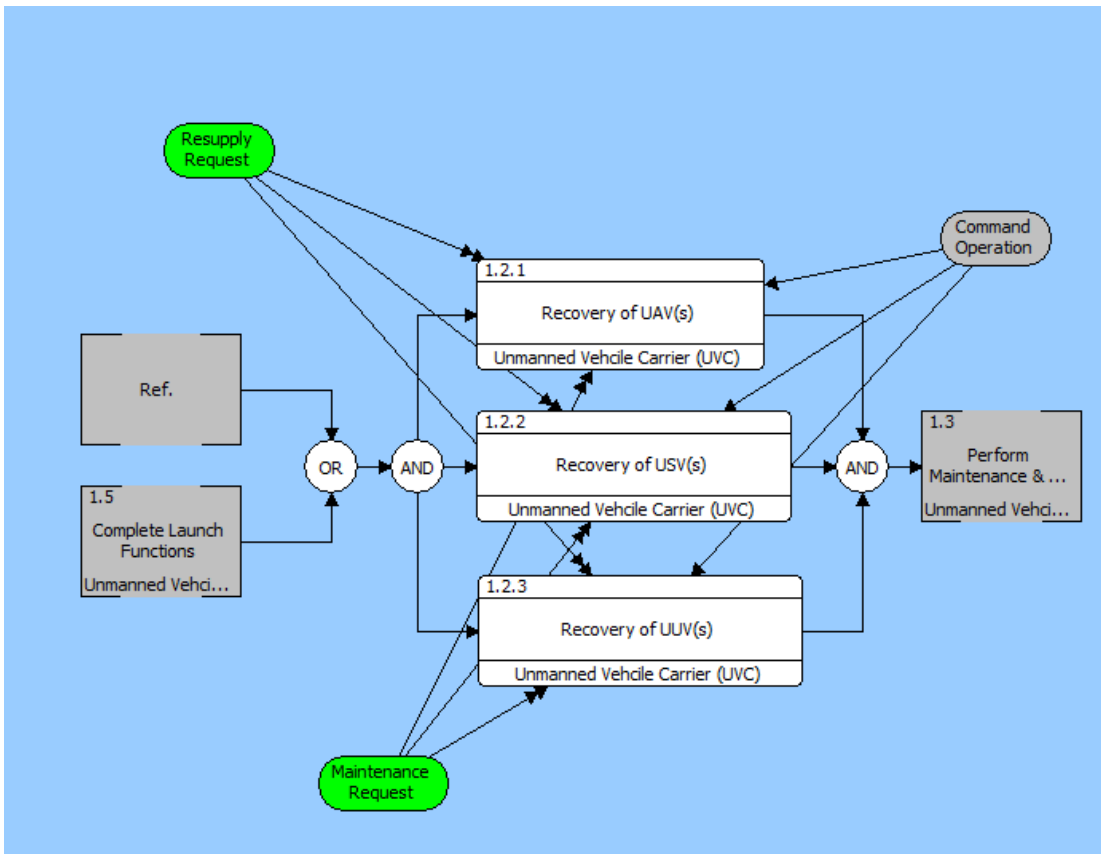 Resupply
Request
Command
Operation
1.2.1
Recovery of UAV(s)
Unmanned Vehcile Carrier (UVC)
Ref.
1.2.2
Recovery of USV(s)
Unmanned Vehcile Carrier (UVC)
OR
AND
AND
1.3
Perform
Maintenance & ...
Unmanned Vehci...
1.5
Complete Launch
Functions
Unmanned Vehci...
1.2.3
Recovery of UUV(s)
Unmanned Vehcile Carrier (UVC)
Maintenance
Request